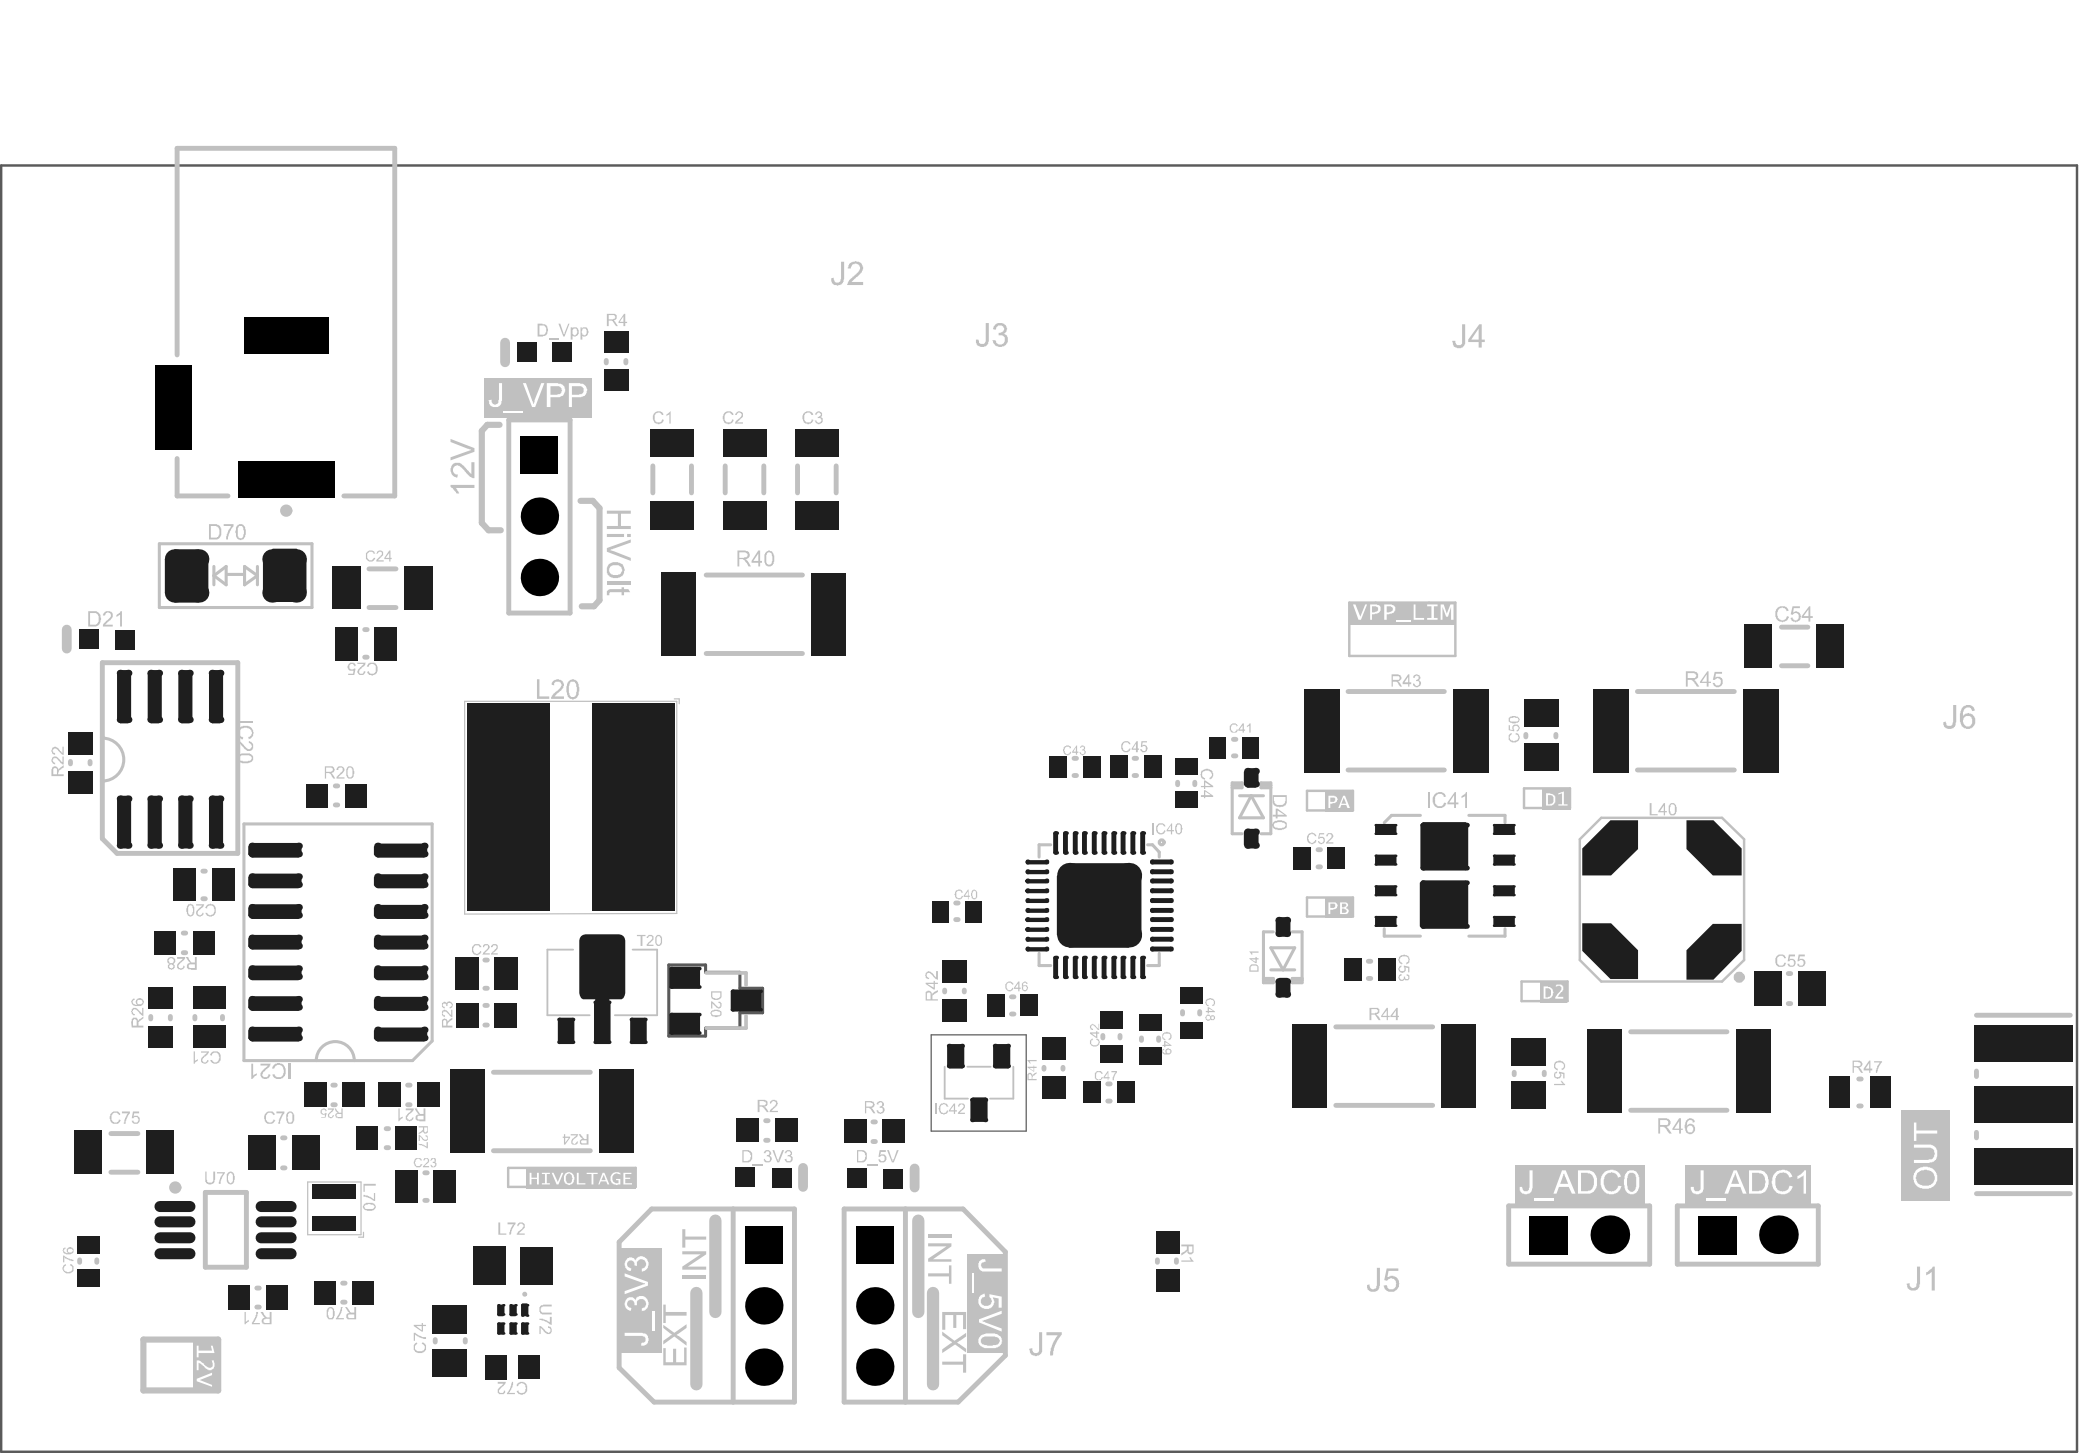 J2
R4
D_Vpp
J3
J4
J_VPP
C1
C2
C3
12V
HiVolt
D70
C24
R40
C25
D21
VPP_LIM
C54
L20
R43
R45
J6
IC20
R22
C50
C41
C43
C45
C44
R20
D40
PA
IC41
D1
L40
IC40
C52
C20
C40
PB
R28
C22
T20
D41
C53
C55
R42
D20
C46
D2
R26
C21
R23
C42
C49
C48
R44
IC21
R41
C47
C51
R47
R25
R21
IC42
C75
C70
R27
R24
R2
R3
R46
OUT
U70
C23
HIVOLTAGE
D_3V3
D_5V
L70
J_ADC0
J_ADC1
L72
INT
INT
C76
R1
J_3V3
EXT
EXT
J_5V0
J5
J1
R71
R70
C74
U72
J7
12V
C72